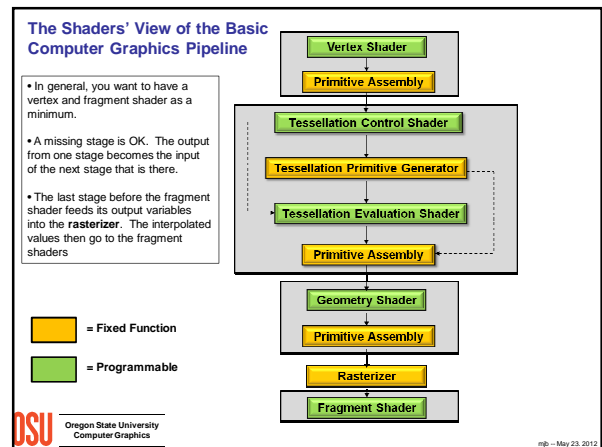 The Shaders' View of the Basic
Computer Graphics Pipeline
• In general, you want to have a
vertex and fragment shader as a
minimum.
• A missing stage is OK. The output
from one stage becomes the input
of the next stage that is there.
• The last stage before the fragment
shader feeds its output variables
into the rasterizer. The interpolated
values then go to the fragment
shaders
Vertex Shader
Primitive Assembly
Tessellation Control Shader
Tessellation Primitive Generator
Tessellation Evaluation Shader
Primitive Assembly
Geometry Shader
Primitive Assembly
Rasterizer
Fragment Shader
= Fixed Function
= Programmable
OSU
Oregon State University
Computer Graphics
mjb -- May 23, 2012